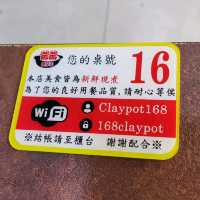 您的桌號 16
本店美食皆為新鮮現煮
為了您的良好用餐品質,請耐心等侯
WiFi
Claypot168
168claypot
※結帳請至櫃台 謝謝配合※